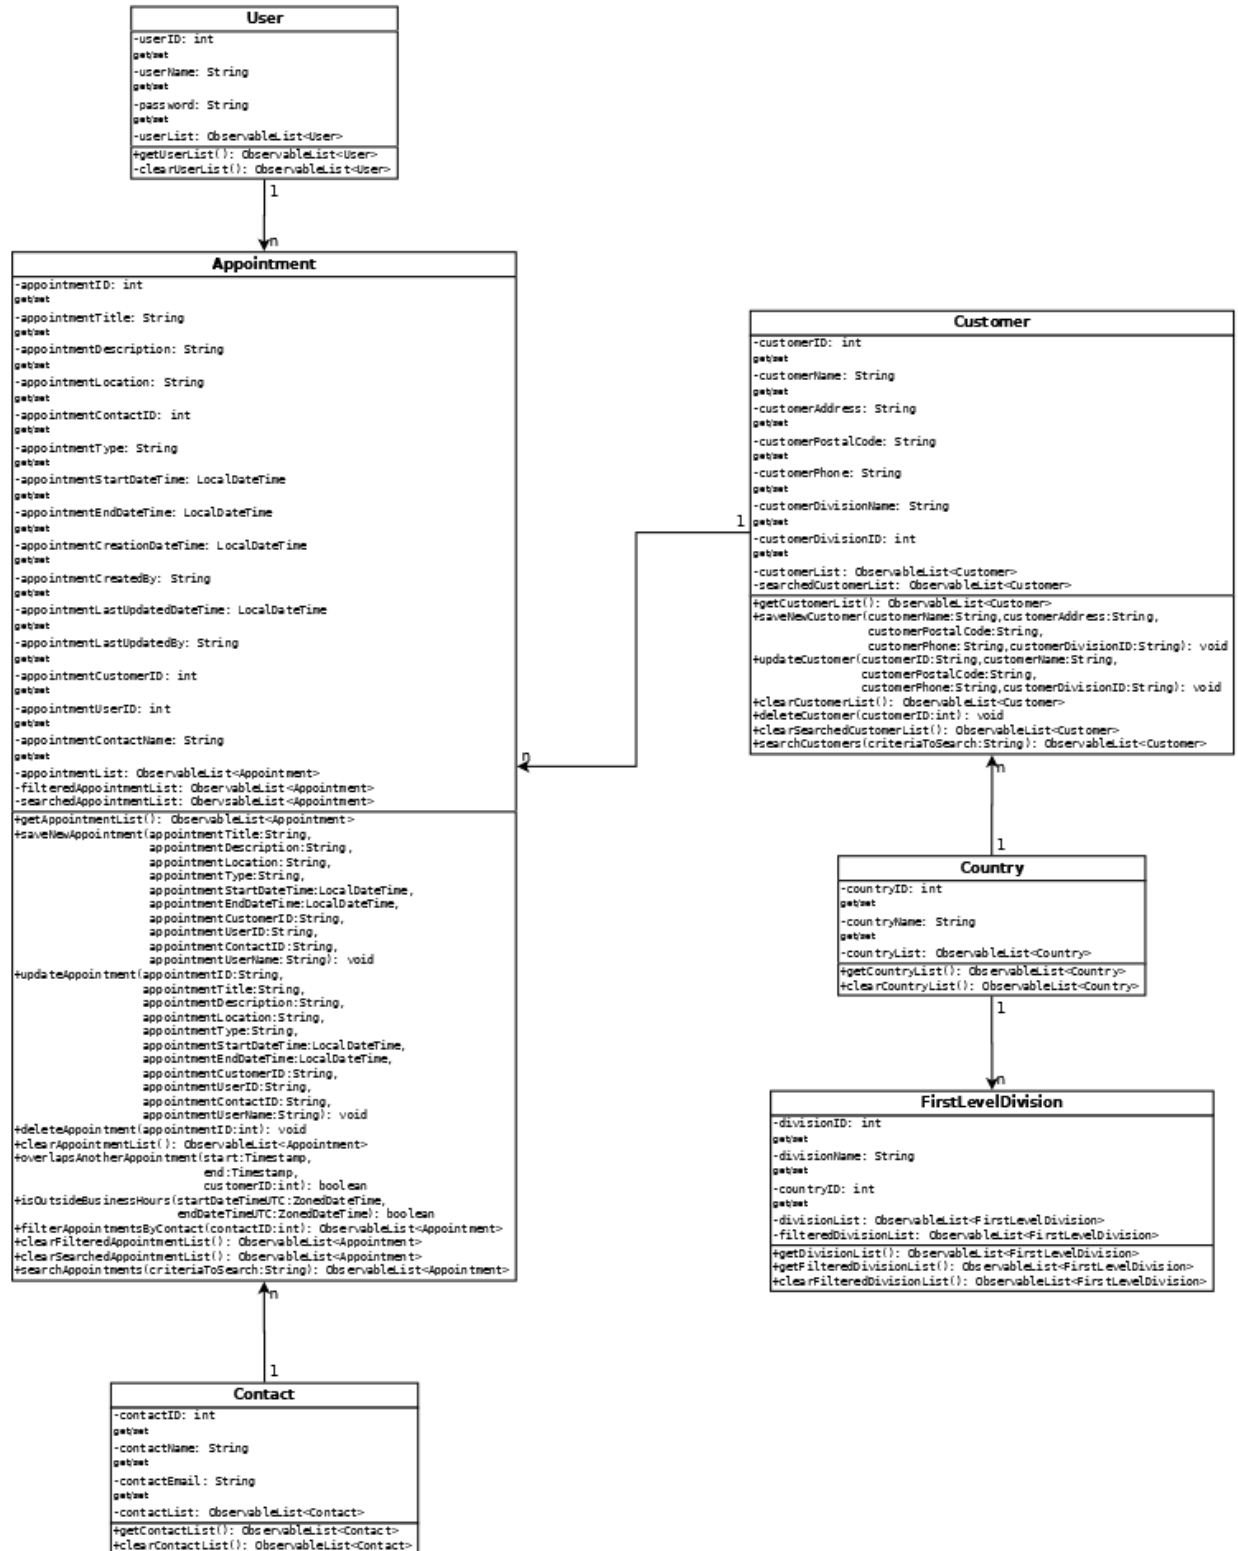 User
-userID: int
get/set
-userName: String
get/set
-password: String
get/set
-userList: ObservableList<User>
+getUserList(): ObservableList<User>
-clearUserList(): ObservableList<User>
1
n
Appointment
-appointmentID: int
get/set
-appointmentTitle: String
get/set
-appointmentDescription: String
get/set
-appointmentLocation: String
get/set
-appointmentContactID: int
get/set
-appointmentType: String
get/set
-appointmentStartDateTime: LocalDateTime
get/set
-appointmentEndDateTime: LocalDateTime
get/set
-appointmentCreationDateTime: LocalDateTime
get/set
-appointmentCreatedBy: String
get/set
-appointmentLastUpdatedDateTime: LocalDateTime
get/set
-appointmentLastUpdatedBy: String
get/set
-appointmentCustomerID: int
get/set
-appointmentUserID: int
get/set
-appointmentContactName: String
get/set
-appointmentList: ObservableList<Appointment>
-filteredAppointmentList: ObservableList<Appointment>
-searchedAppointmentList: ObervsableList<Appointment>
+getAppointmentList(): ObservableList<Appointment>
+saveNewAppointment(appointmentTitle:String,
appointmentDescription:String,
appointmentLocation:String,
appointmentType:String,
appointmentStartDateTime:LocalDateTime,
appointmentEndDateTime:LocalDateTime,
appointmentCustomerID:String,
appointmentUserID:String,
appointmentContactID:String,
appointmentUserName:String): void
+updateAppointment(appointmentID:String,
appointmentTitle:String,
appointmentDescription:String,
appointmentLocation:String,
appointmentType:String,
appointmentStartDateTime:LocalDateTime,
appointmentEndDateTime:LocalDateTime,
appointmentCustomerID:String,
appointmentUserID:String,
appointmentContactID:String,
appointmentUserName:String): void
+deleteAppointment(appointmentID:int): void
+clearAppointmentList(): ObservableList<Appointment>
+overlapsAnotherAppointment(start:Timestamp,
end:Timestamp,
customerID:int): boolean
+isOutsideBusinessHours(startDateTimeUTC:ZonedDateTime,
endDateTimeUTC:ZonedDateTime): boolean
+filterAppointmentsByContact(contactID:int): ObservableList<Appointment>
+clearFilteredAppointmentList(): ObservableList<Appointment>
+clearSearchedAppointmentList(): ObservableList<Appointment>
+searchAppointments(criteriaToSearch:String): ObservableList<Appointment>
n
1
Contact
-contactID: int
get/set
-contactName: String
get/set
-contactEmail: String
get/set
-contactList: ObservableList<Contact>
+getContactList(): ObservableList<Contact>
+clearContactList(): ObservableList<Contact>
1
n
Customer
-customerID: int
get/set
-customerName: String
get/set
-customerAddress: String
get/set
-customerPostalCode: String
get/set
-customerPhone: String
get/set
-customerDivisionName: String
get/set
-customerDivisionID: int
get/set
-customerList: ObservableList<Customer>
-searchedCustomerList: ObservableList<Customer>
+getCustomerList(): ObservableList<Customer>
+saveNewCustomer(customerName:String,customerAddress:String,
customerPostalCode:String,
customerPhone:String,customerDivisionID:String): void
+updateCustomer(customerID:String,customerName:String,
customerPostalCode:String,
customerPhone:String,customerDivisionID:String): void
+clearCustomerList(): ObservableList<Customer>
+deleteCustomer(customerID:int): void
+clearSearchedCustomerList(): ObservableList<Customer>
+searchCustomers(criteriaToSearch:String): ObservableList<Customer>
n
1
Country
-countryID: int
get/set
-countryName: String
get/set
-countryList: ObservableList<Country>
+getCountryList(): ObservableList<Country>
+clearCountryList(): ObservableList<Country>
1
n
FirstLevelDivision
-divisionID: int
get/set
-divisionName: String
get/set
-countryID: int
get/set
-divisionList: ObservableList<FirstLevelDivision>
-filteredDivisionList: ObservableList<FirstLevelDivision>
+getDivisionList(): ObservableList<FirstLevelDivision>
+getFilteredDivisionList(): ObservableList<FirstLevelDivision>
+clearFilteredDivisionList(): ObservableList<FirstLevelDivision>